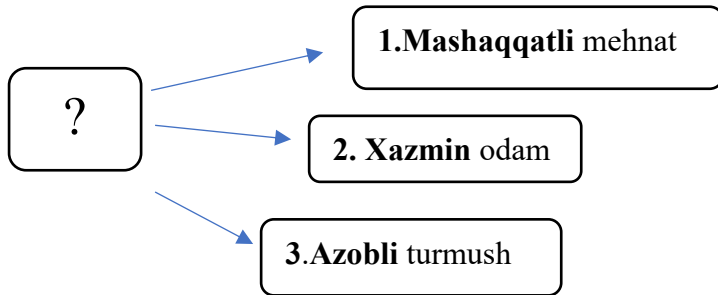 ?
1.Mashaqqatli mehnat
2. Xazmin odam
3.Azobli turmush